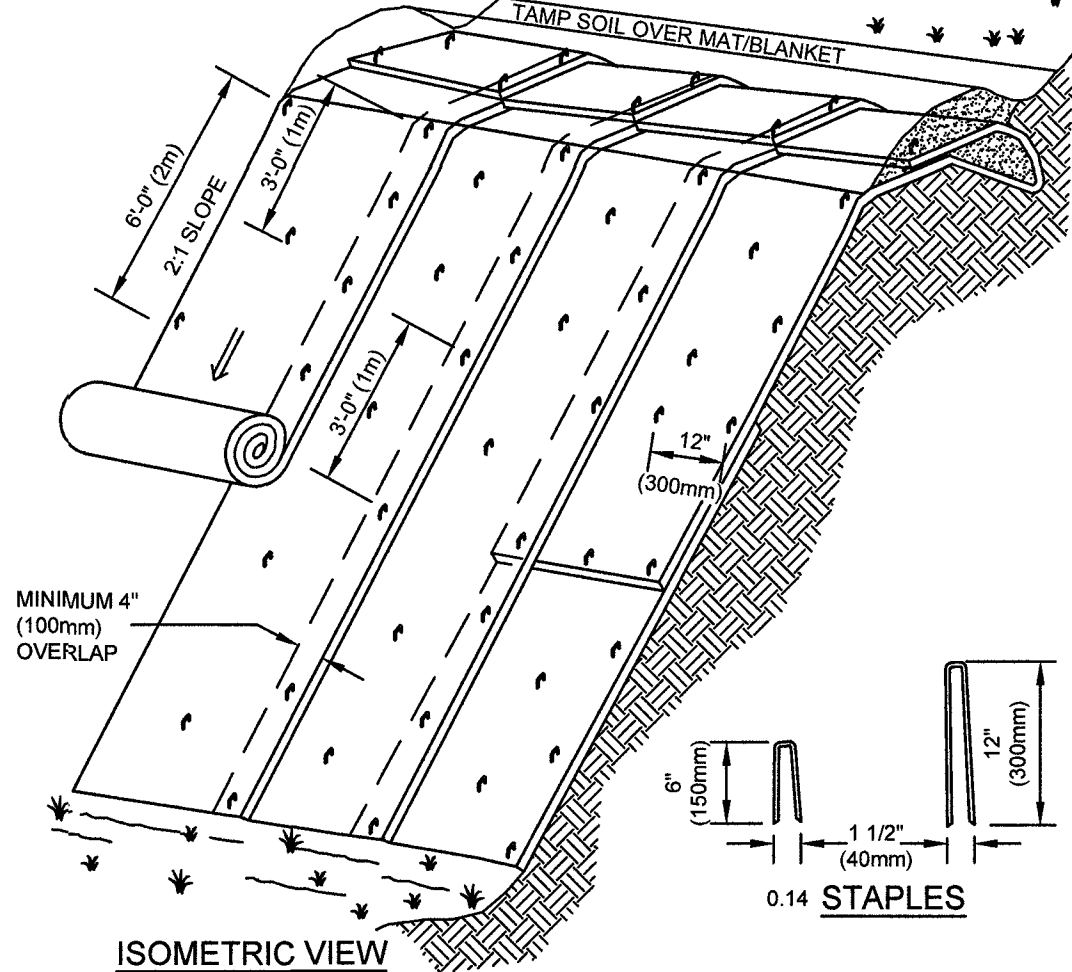 TAMP SOIL OVER MAT/BLANKET
6'-0" (2m)
3'-0" (1m)
2:1 SLOPE
3'-0" (1m)
12"
(300mm)
MINIMUM 4"
(100mm)
OVERLAP
6"
(150mm)
12"
(300mm)
1 1/2"
(40mm)
0.14 STAPLES
ISOMETRIC VIEW